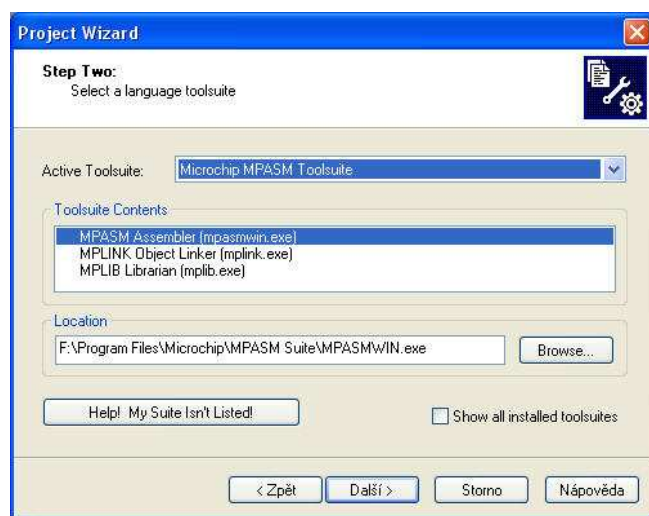 Project Wizard
Step Two:
Select a language toolsuite
Active Toolsuite: Microchip MPASM Toolsuite
Toolsuite Contents
MPASM Assembler (mpasmwin.exe)
MPLINK Object Linker (mplink.exe)
MPLIB Librarian (mplib.exe)
Location
F:\Program Files\Microchip\MPASM Suite\MPASMWIN.exe Browse...
Help! My Suite Isn't Listed! Show all installed toolsuites
< Zpět Další > Storno Nápověda